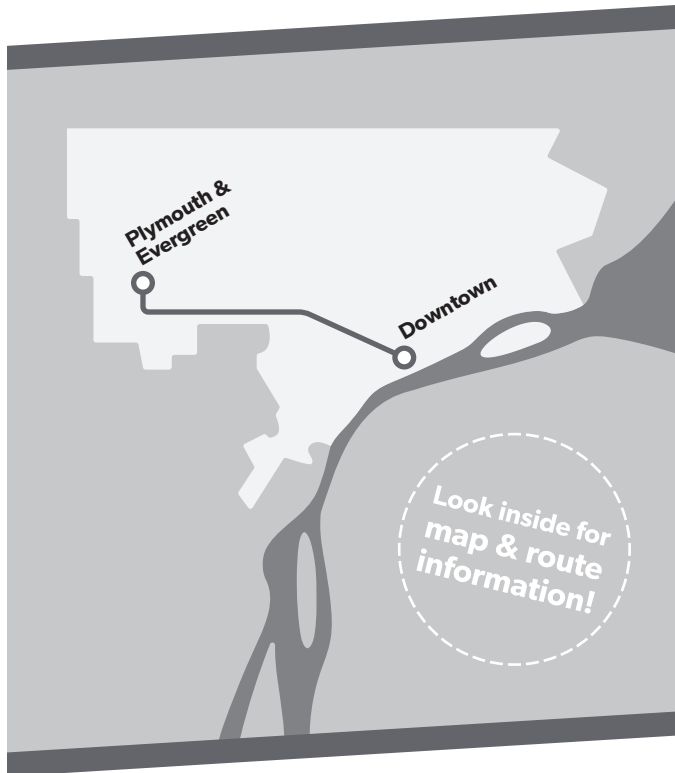 Plymouth &
Evergreen
Downtown
Look inside for
map & route
information!